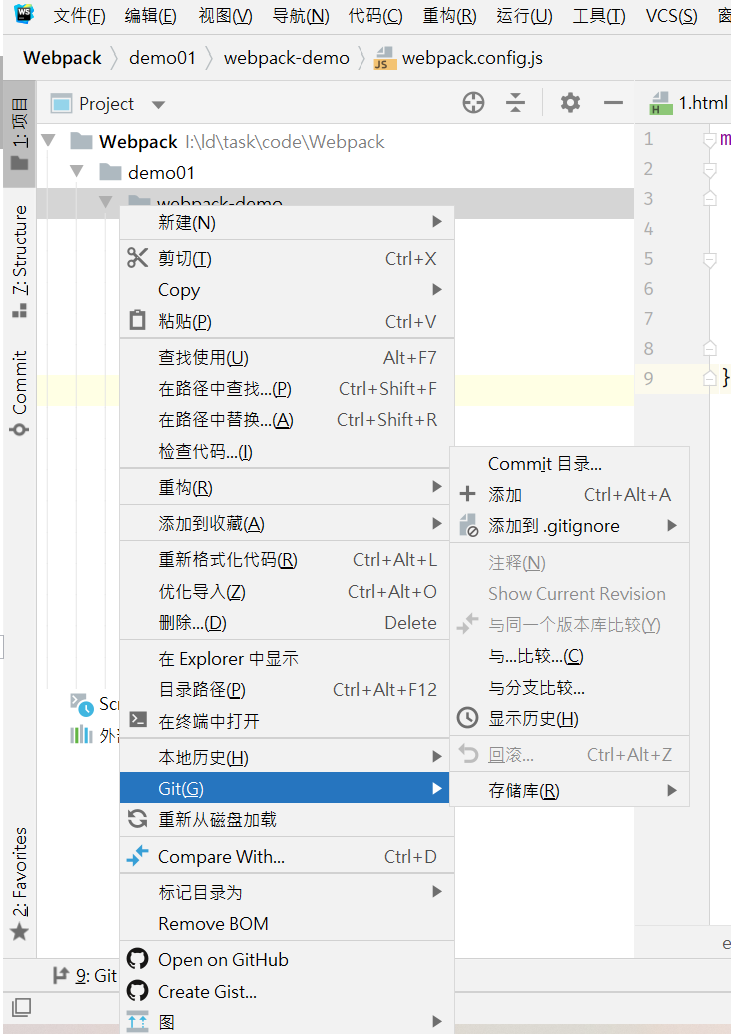 WS 文件(F) 编辑(E) 视图(V) 导航(N) 代码(C) 重构(R) 运行(U) 工具(T) VCS(S)
Webpack demo01 webpack-demo JS webpack.config.js
Project H 1.html
1: 项目
Z: Structure
Commit
2: Favorites
Webpack I:\ld\task\code\Webpack
demo01
webpack-demo
1 m
2
3
4
5
6
7
8
9 }
新建(N)
剪切(T) Ctrl+X
Copy
粘贴(P) Ctrl+V
查找使用(U) Alt+F7
在路径中查找...(P) Ctrl+Shift+F
在路径中替换...(A) Ctrl+Shift+R
检查代码...(I)
重构(R)
添加到收藏(A)
重新格式化代码(R) Ctrl+Alt+L
优化导入(Z) Ctrl+Alt+O
删除...(D) Delete
在 Explorer 中显示
目录路径(P) Ctrl+Alt+F12
在终端中打开
本地历史(H)
Git(G)
重新从磁盘加载
Compare With... Ctrl+D
标记目录为
Remove BOM
Open on GitHub
Create Gist...
图
Commit 目录...
添加 Ctrl+Alt+A
添加到 .gitignore
注释(N)
Show Current Revision
与同一个版本库比较(Y)
与...比较...(C)
与分支比较...
显示历史(H)
回滚... Ctrl+Alt+Z
存储库(R)
9: Git
e